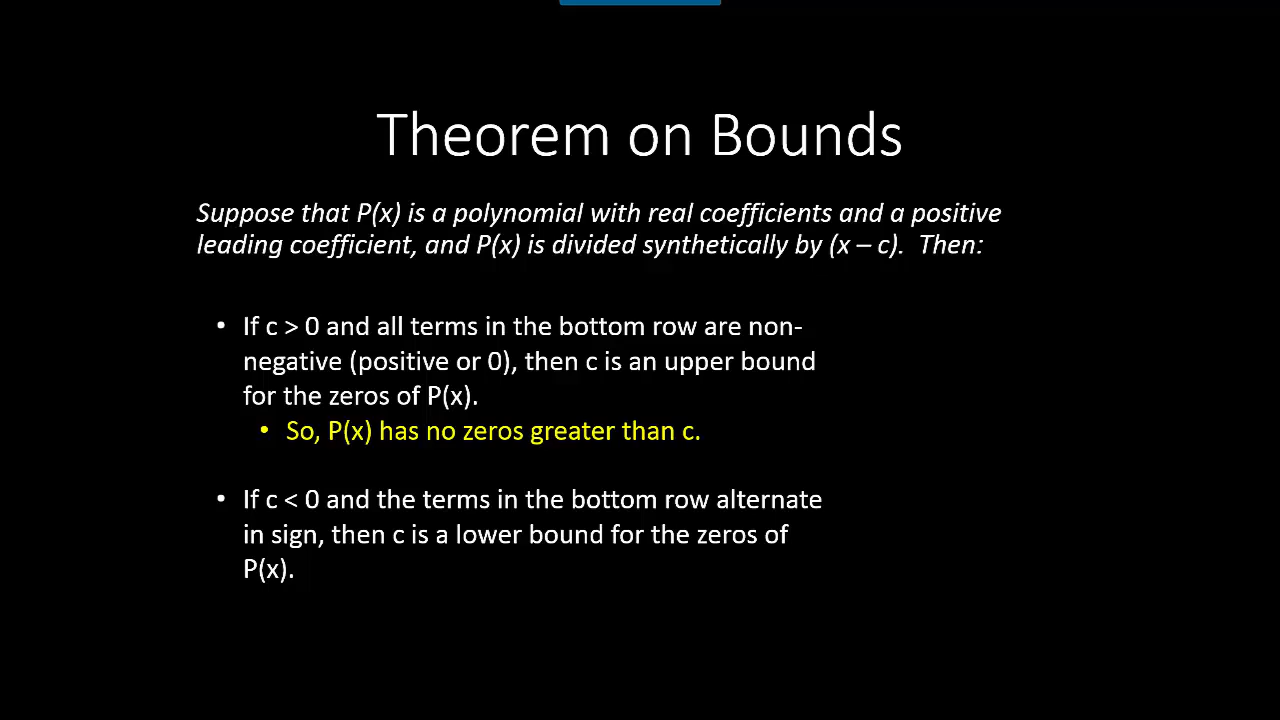 Theorem on Bounds
Suppose that P(x) is a polynomial with real coefficients and a positive
leading coefficient, and P(x) is divided synthetically by (x – c).  Then:
• If c > 0 and all terms in the bottom row are non-
negative (positive or 0), then c is an upper bound
for the zeros of P(x).
• So, P(x) has no zeros greater than c.
• If c < 0 and the terms in the bottom row alternate
in sign, then c is a lower bound for the zeros of
P(x).